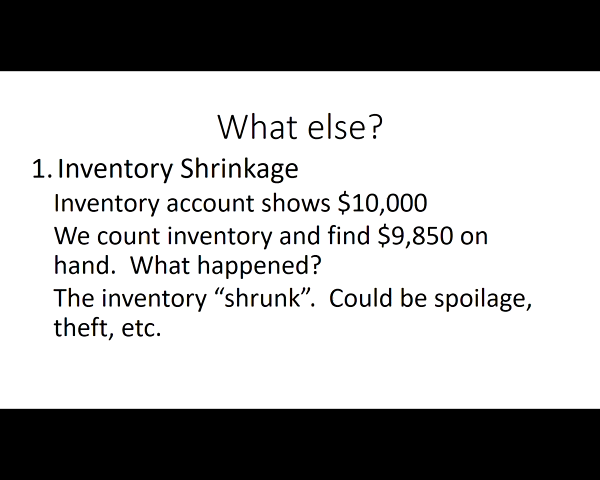 What else?
1. Inventory Shrinkage
Inventory account shows $10,000
We count inventory and find $9,850 on
hand.  What happened?
The inventory “shrunk”.  Could be spoilage,
theft, etc.